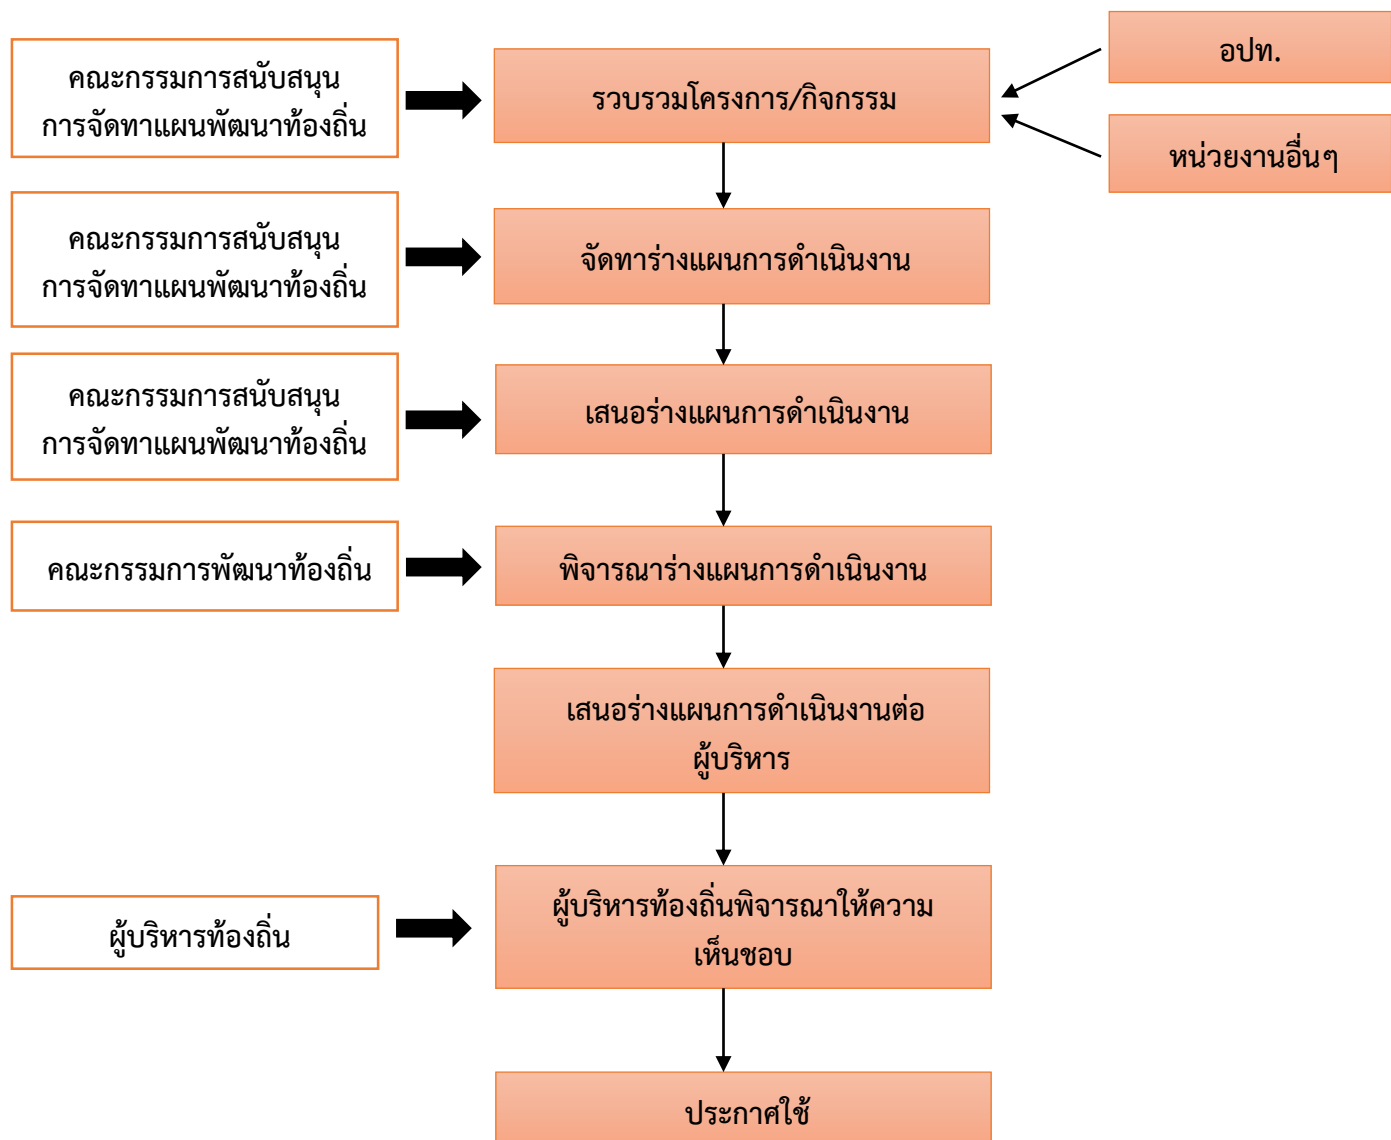 คณะกรรมการสนับสนุน
การจัดทาแผนพัฒนาท้องถิ่น
รวบรวมโครงการ/กิจกรรม
อปท.
หน่วยงานอื่นๆ
คณะกรรมการสนับสนุน
การจัดทาแผนพัฒนาท้องถิ่น
จัดทาร่างแผนการดำเนินงาน
คณะกรรมการสนับสนุน
การจัดทาแผนพัฒนาท้องถิ่น
เสนอร่างแผนการดำเนินงาน
คณะกรรมการพัฒนาท้องถิ่น
พิจารณาร่างแผนการดำเนินงาน
เสนอร่างแผนการดำเนินงานต่อ
ผู้บริหาร
ผู้บริหารท้องถิ่น
ผู้บริหารท้องถิ่นพิจารณาให้ความ
เห็นชอบ
ประกาศใช้